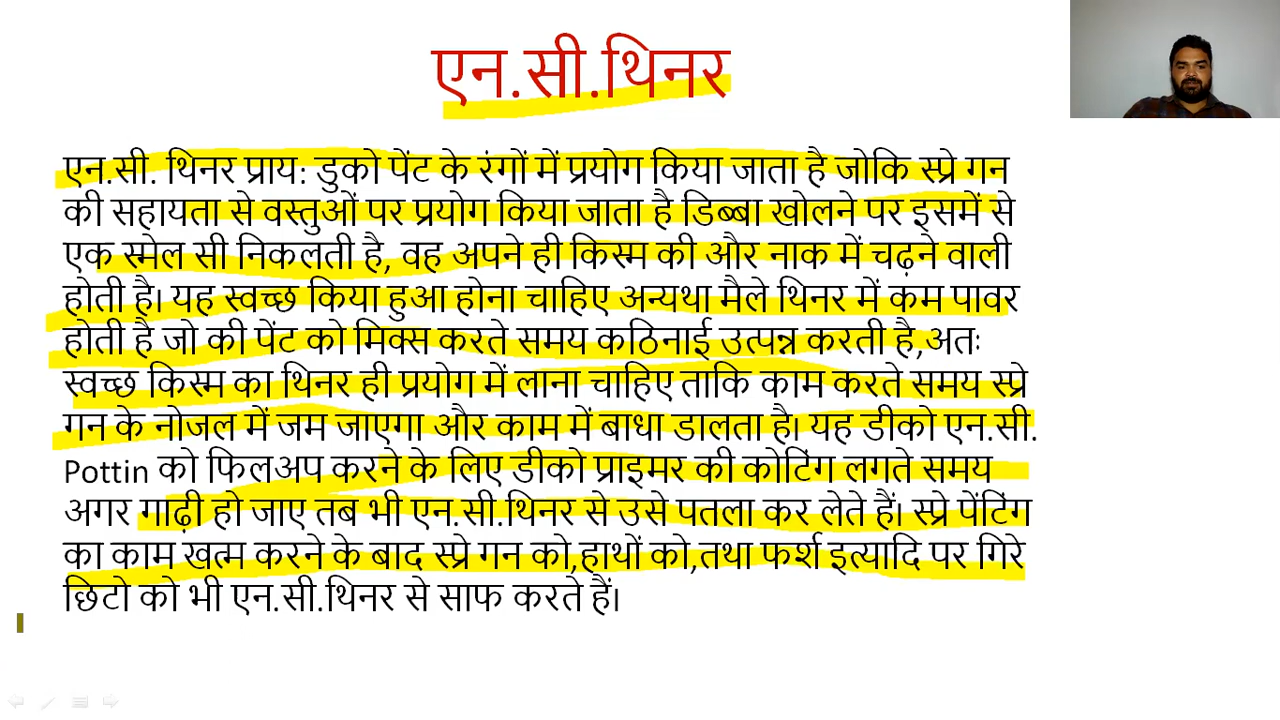 एन.सी.थिनर
एन.सी. थिनर प्राय: डुको पेंट के रंगों में प्रयोग किया जाता है जोकि स्प्रे गन
की सहायता से वस्तुओं पर प्रयोग किया जाता है डिब्बा खोलने पर इसमें से
एक स्मेल सी निकलती है, वह अपने ही किस्म की और नाक में चढ़ने वाली
होती है। यह स्वच्छ किया हुआ होना चाहिए अन्यथा मैले थिनर में कम पावर
होती है जो की पेंट को मिक्स करते समय कठिनाई उत्पन्न करती है,अतः
स्वच्छ किस्म का थिनर ही प्रयोग में लाना चाहिए ताकि काम करते समय स्प्रे
गन के नोजल में जम जाएगा और काम में बाधा डालता है। यह डीको एन.सी.
Pottin को फिलअप करने के लिए डीको प्राइमर की कोटिंग लगते समय
अगर गाढ़ी हो जाए तब भी एन.सी.थिनर से उसे पतला कर लेते हैं। स्प्रे पेंटिंग
का काम खत्म करने के बाद स्प्रे गन को,हाथों को,तथा फर्श इत्यादि पर गिरे
छिटो को भी एन.सी.थिनर से साफ करते हैं।